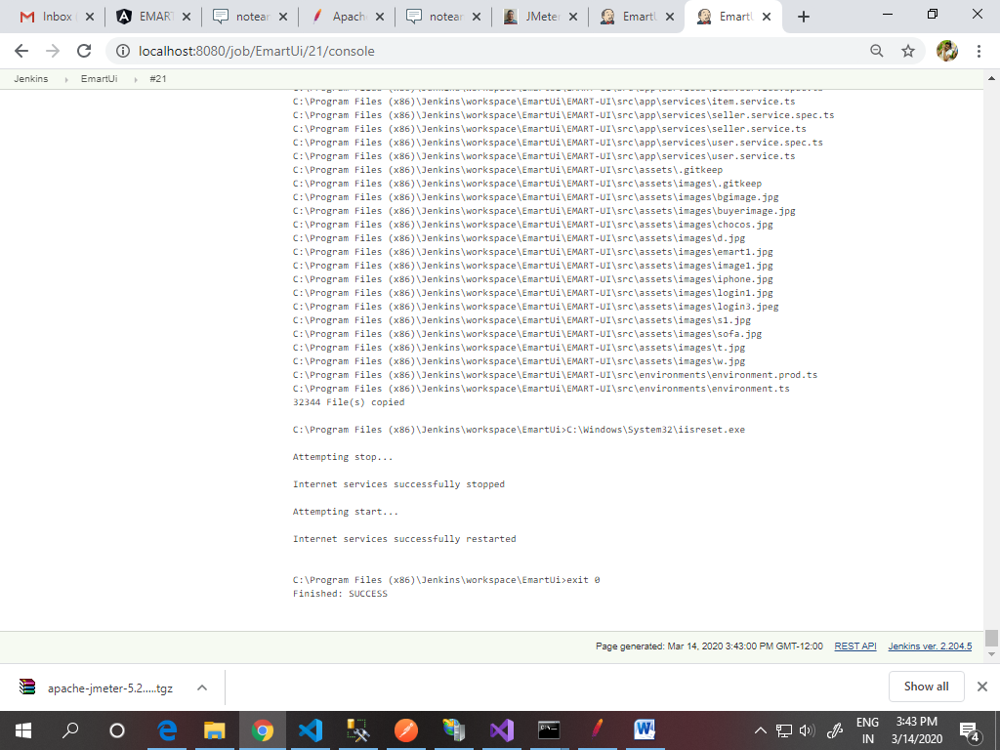 Inbox
EMART
notear
Apach
notear
JMeter
EmartU
EmartU
localhost:8080/job/EmartUi/21/console
Jenkins
EmartUi
#21
C:\Program Files (x86)\Jenkins\workspace\EmartUi\EMART-UI\src\app\services\item.service.spec.ts
C:\Program Files (x86)\Jenkins\workspace\EmartUi\EMART-UI\src\app\services\item.service.ts
C:\Program Files (x86)\Jenkins\workspace\EmartUi\EMART-UI\src\app\services\seller.service.spec.ts
C:\Program Files (x86)\Jenkins\workspace\EmartUi\EMART-UI\src\app\services\seller.service.ts
C:\Program Files (x86)\Jenkins\workspace\EmartUi\EMART-UI\src\app\services\user.service.spec.ts
C:\Program Files (x86)\Jenkins\workspace\EmartUi\EMART-UI\src\app\services\user.service.ts
C:\Program Files (x86)\Jenkins\workspace\EmartUi\EMART-UI\src\assets\.gitkeep
C:\Program Files (x86)\Jenkins\workspace\EmartUi\EMART-UI\src\assets\images\.gitkeep
C:\Program Files (x86)\Jenkins\workspace\EmartUi\EMART-UI\src\assets\images\bgimage.jpg
C:\Program Files (x86)\Jenkins\workspace\EmartUi\EMART-UI\src\assets\images\buyerimage.jpg
C:\Program Files (x86)\Jenkins\workspace\EmartUi\EMART-UI\src\assets\images\chocos.jpg
C:\Program Files (x86)\Jenkins\workspace\EmartUi\EMART-UI\src\assets\images\d.jpg
C:\Program Files (x86)\Jenkins\workspace\EmartUi\EMART-UI\src\assets\images\emart1.jpg
C:\Program Files (x86)\Jenkins\workspace\EmartUi\EMART-UI\src\assets\images\image1.jpg
C:\Program Files (x86)\Jenkins\workspace\EmartUi\EMART-UI\src\assets\images\iphone.jpg
C:\Program Files (x86)\Jenkins\workspace\EmartUi\EMART-UI\src\assets\images\login1.jpg
C:\Program Files (x86)\Jenkins\workspace\EmartUi\EMART-UI\src\assets\images\login3.jpeg
C:\Program Files (x86)\Jenkins\workspace\EmartUi\EMART-UI\src\assets\images\s1.jpg
C:\Program Files (x86)\Jenkins\workspace\EmartUi\EMART-UI\src\assets\images\sofa.jpg
C:\Program Files (x86)\Jenkins\workspace\EmartUi\EMART-UI\src\assets\images\t.jpg
C:\Program Files (x86)\Jenkins\workspace\EmartUi\EMART-UI\src\assets\images\w.jpg
C:\Program Files (x86)\Jenkins\workspace\EmartUi\EMART-UI\src\environments\environment.prod.ts
C:\Program Files (x86)\Jenkins\workspace\EmartUi\EMART-UI\src\environments\environment.ts
32344 File(s) copied
C:\Program Files (x86)\Jenkins\workspace\EmartUi>C:\Windows\System32\iisreset.exe
Attempting stop...
Internet services successfully stopped
Attempting start...
Internet services successfully restarted
C:\Program Files (x86)\Jenkins\workspace\EmartUi>exit 0
Finished: SUCCESS
Page generated: Mar 14, 2020 3:43:00 PM GMT-12:00 REST API Jenkins ver. 2.204.5
apache-jmeter-5.2.....tgz
Show all
ENG
IN
3:43 PM
3/14/2020
4